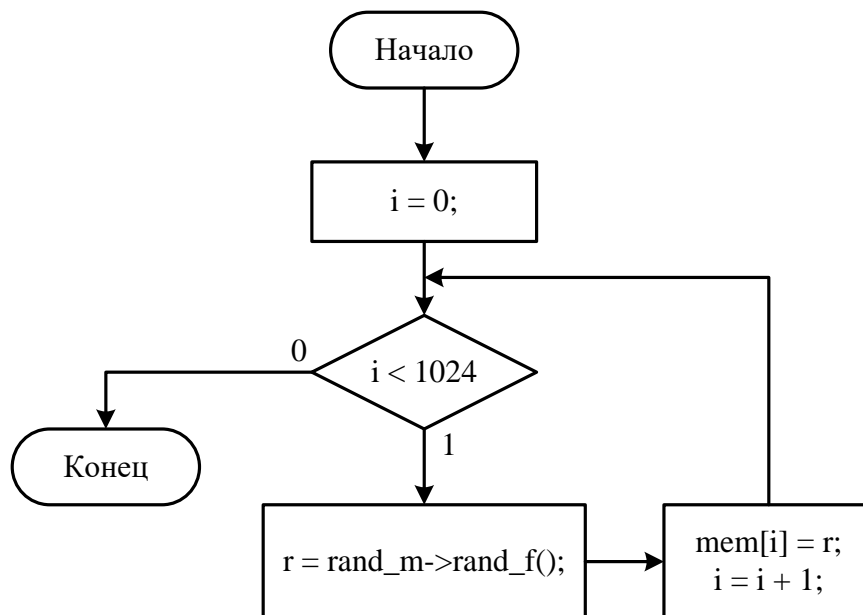 Начало
i = 0;
i < 1024
0
1
Конец
r = rand_m->rand_f();
mem[i] = r;
i = i + 1;